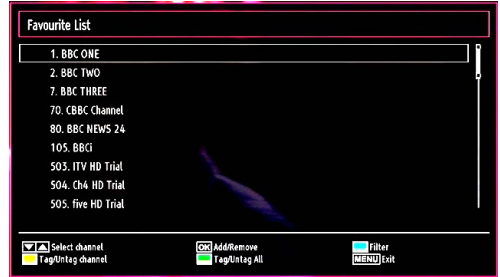 Favourite List
1. BBC ONE
2. BBC TWO
7. BBC THREE
70. CBBC Channel
80. BBC NEWS 24
105. BBCi
503. ITV HD Trial
504. Ch4 HD Trial
505. five HD Trial
Select channel OK Add/Remove Filter
Tag/Untag channel Tag/Untag All MENU Exit